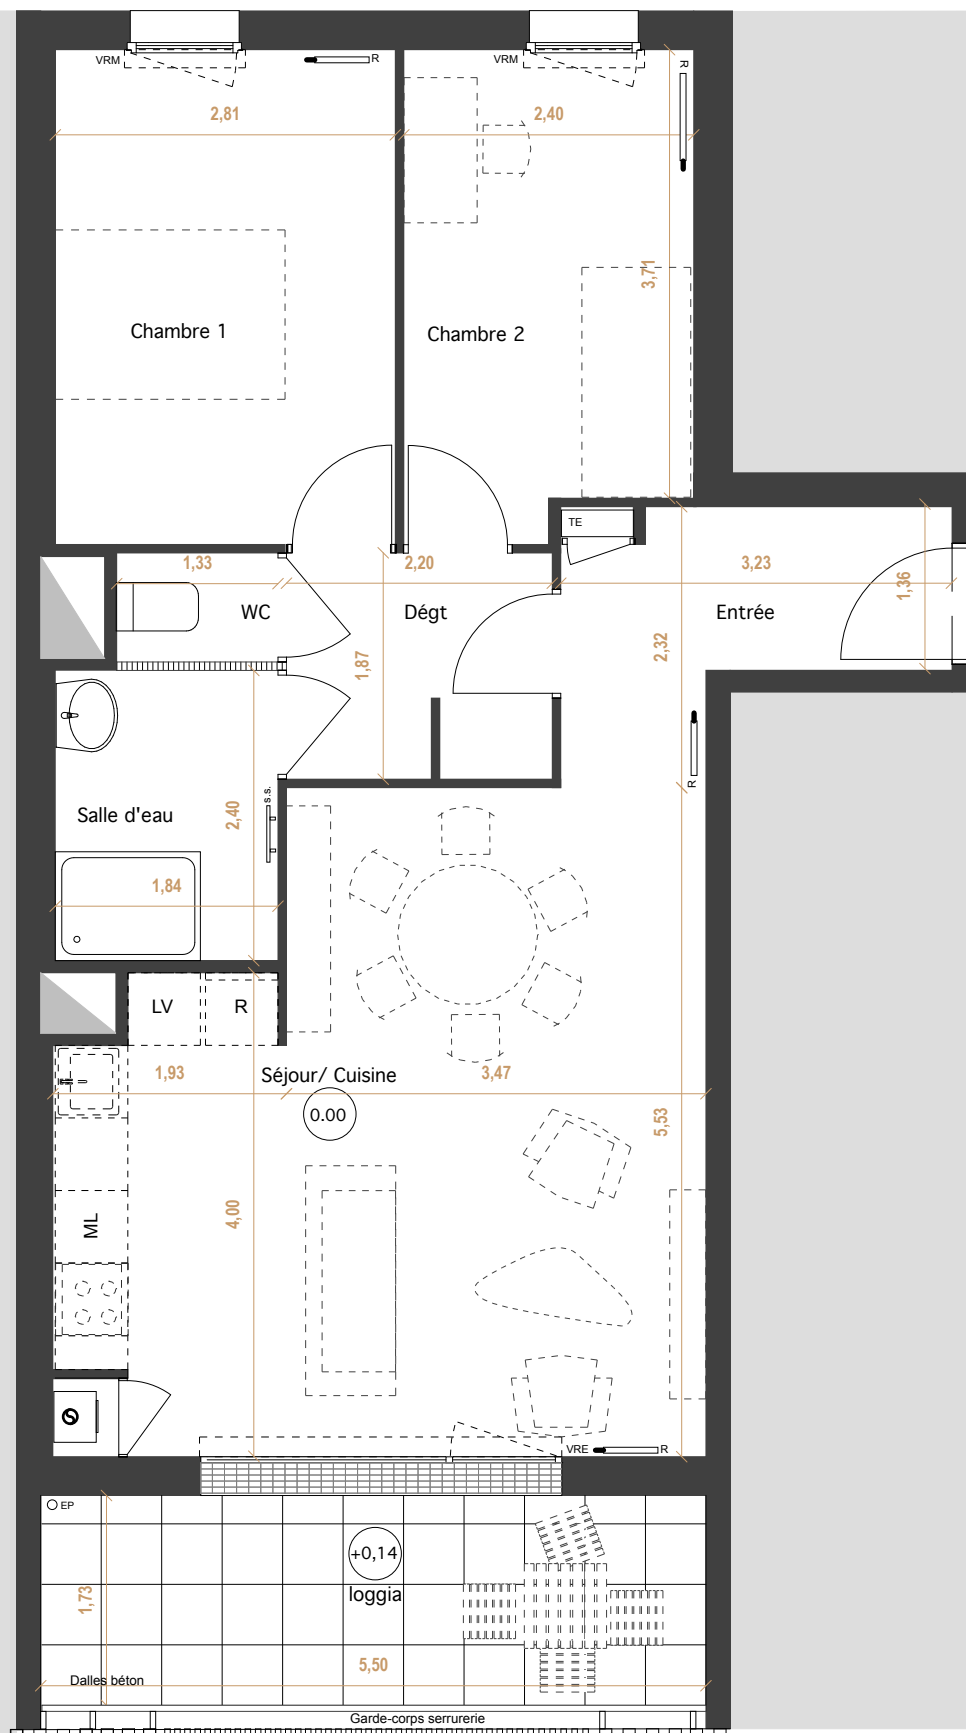 VRM
R
VRM
R
2,81
2,40
3,71
Chambre 1
Chambre 2
TE
1,33
2,20
3,23
1,36
WC
Dégt
Entrée
1,87
2,32
R
s.s.
Salle d'eau
2,40
1,84
LV
R
1,93
Séjour/ Cuisine
3,47
0.00
5,53
4,00
ML
VRE
R
EP
+0,14
loggia
1,73
5,50
Dalles béton
Garde-corps serrurerie